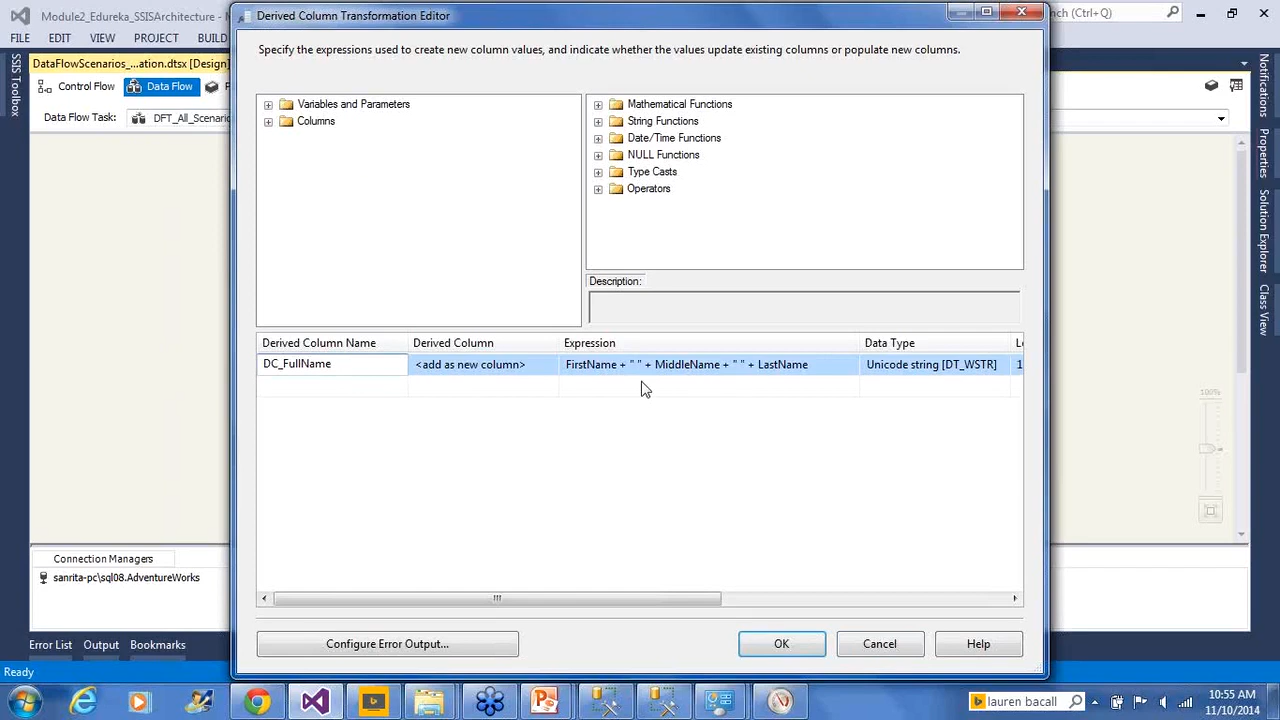 Module2_Edureka_SSISArchitecture - M
Derived Column Transformation Editor
ch (Ctrl+Q)
FILE EDIT VIEW PROJECT BUILD
Specify the expressions used to create new column values, and indicate whether the values update existing columns or populate new columns.
DataFlowScenarios_...ation.dtsx [Design]
SSIS Toolbox
Control Flow
Data Flow
Data Flow Task:
DFT_All_Scenario
Variables and Parameters
Columns
Mathematical Functions
String Functions
Date/Time Functions
NULL Functions
Type Casts
Operators
Description:
Derived Column Name Derived Column Expression Data Type
DC_FullName <add as new column> FirstName + " " + MiddleName + " " + LastName Unicode string [DT_WSTR] 1
Notifications
Properties
Solution Explorer
Class View
100%
Connection Managers
sanrita-pc\sql08.AdventureWorks
Configure Error Output...
OK
Cancel
Help
Error List Output Bookmarks
Ready
lauren bacall
10:55 AM
11/10/2014